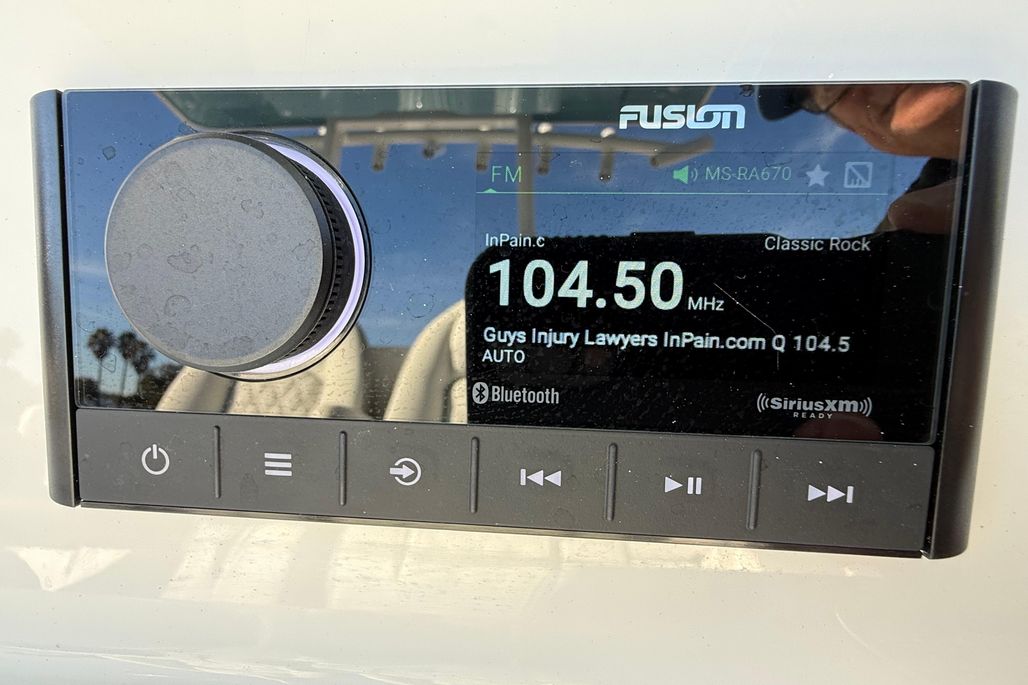 FUSION
FM MS-RA670
InPain.c Classic Rock
104.50 MHz
Guys Injury Lawyers InPain.com Q 104.5
AUTO
Bluetooth SiriusXm
READY